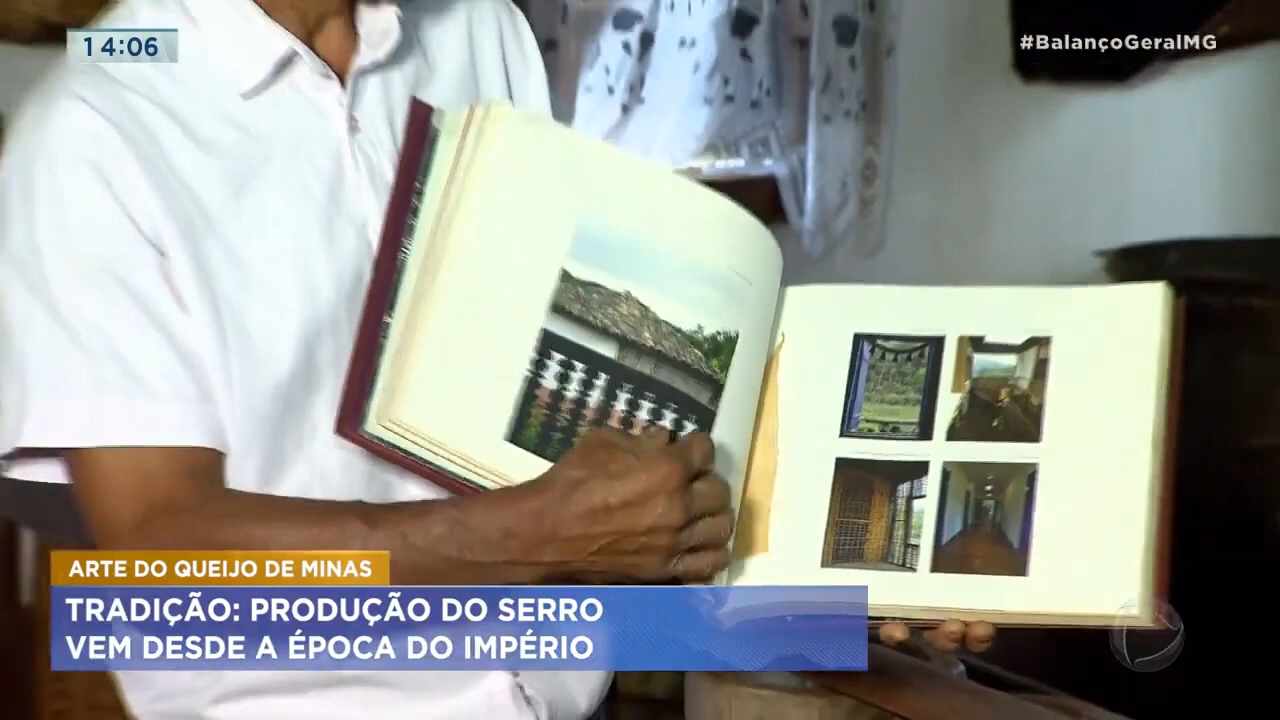 14:06
#BalançoGeralMG
ARTE DO QUEIJO DE MINAS
TRADIÇÃO: PRODUÇÃO DO SERRO
VEM DESDE A ÉPOCA DO IMPÉRIO